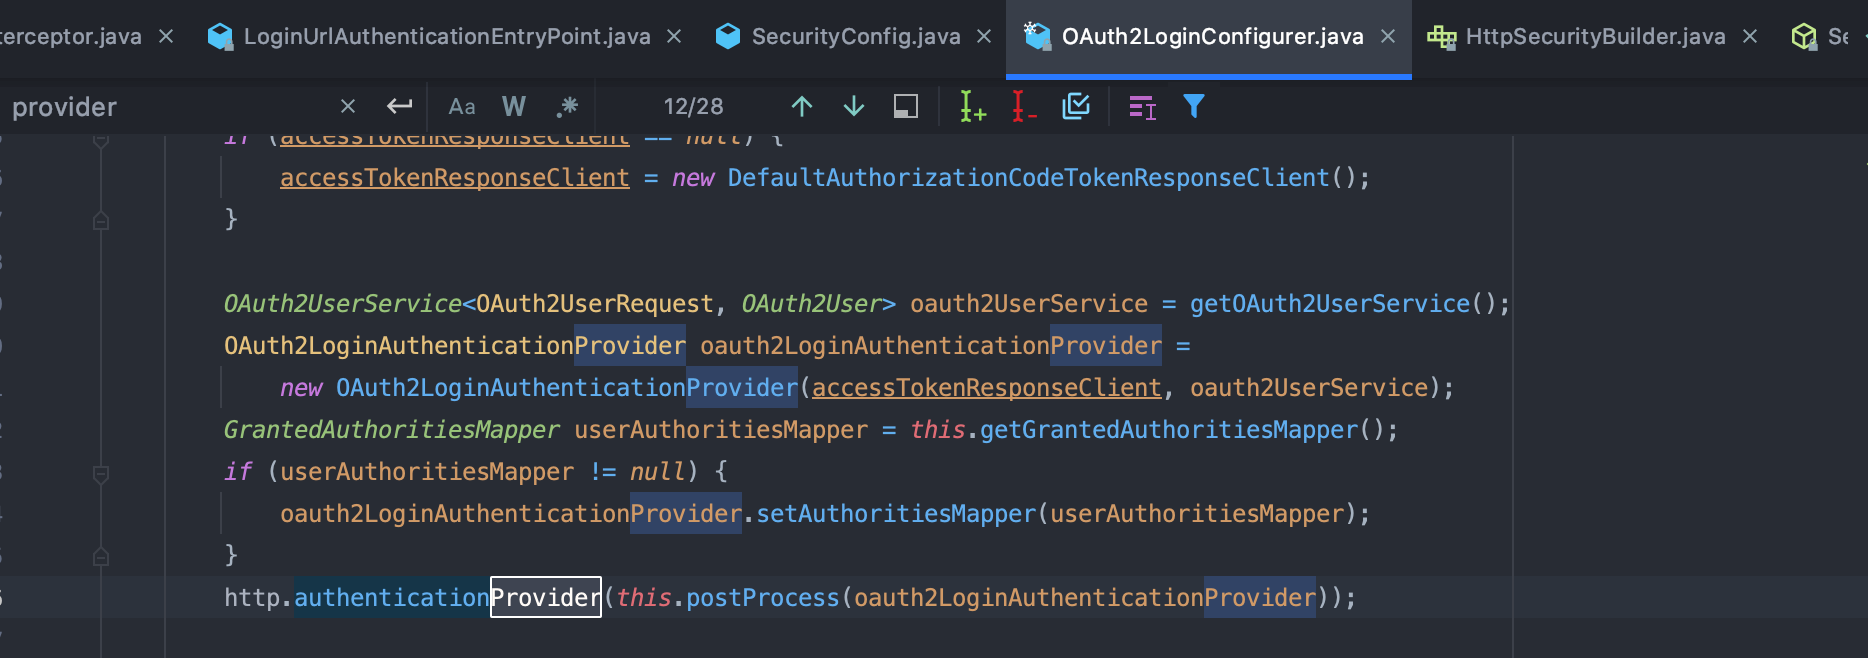 terceptor.java × LoginUrlAuthenticationEntryPoint.java × SecurityConfig.java × OAuth2LoginConfigurer.java × HttpSecurityBuilder.java × Se
provider × Aa W .* 12/28
if (accessTokenResponseClient == null) {
accessTokenResponseClient = new DefaultAuthorizationCodeTokenResponseClient();
}
OAuth2UserService<OAuth2UserRequest, OAuth2User> oauth2UserService = getOAuth2UserService();
OAuth2LoginAuthenticationProvider oauth2LoginAuthenticationProvider =
new OAuth2LoginAuthenticationProvider(accessTokenResponseClient, oauth2UserService);
GrantedAuthoritiesMapper userAuthoritiesMapper = this.getGrantedAuthoritiesMapper();
if (userAuthoritiesMapper != null) {
oauth2LoginAuthenticationProvider.setAuthoritiesMapper(userAuthoritiesMapper);
}
http.authenticationProvider(this.postProcess(oauth2LoginAuthenticationProvider));